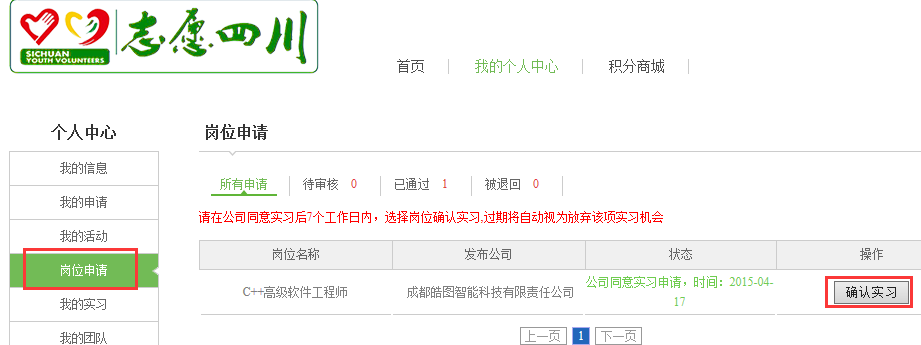 志愿四川
SICHUAN
YOUTH VOLUNTEERS
首页 我的个人中心 积分商城
个人中心
我的信息
我的申请
我的活动
岗位申请
我的实习
我的团队
岗位申请
所有申请 待审核 0 已通过 1 被退回 0
请在公司同意实习后7个工作日内，选择岗位确认实习,过期将自动视为放弃该项实习机会
岗位名称 发布公司 状态 操作
C++高级软件工程师 成都皓图智能科技有限责任公司 公司同意实习申请，时间：2015-04-
17 确认实习
上一页 1 下一页